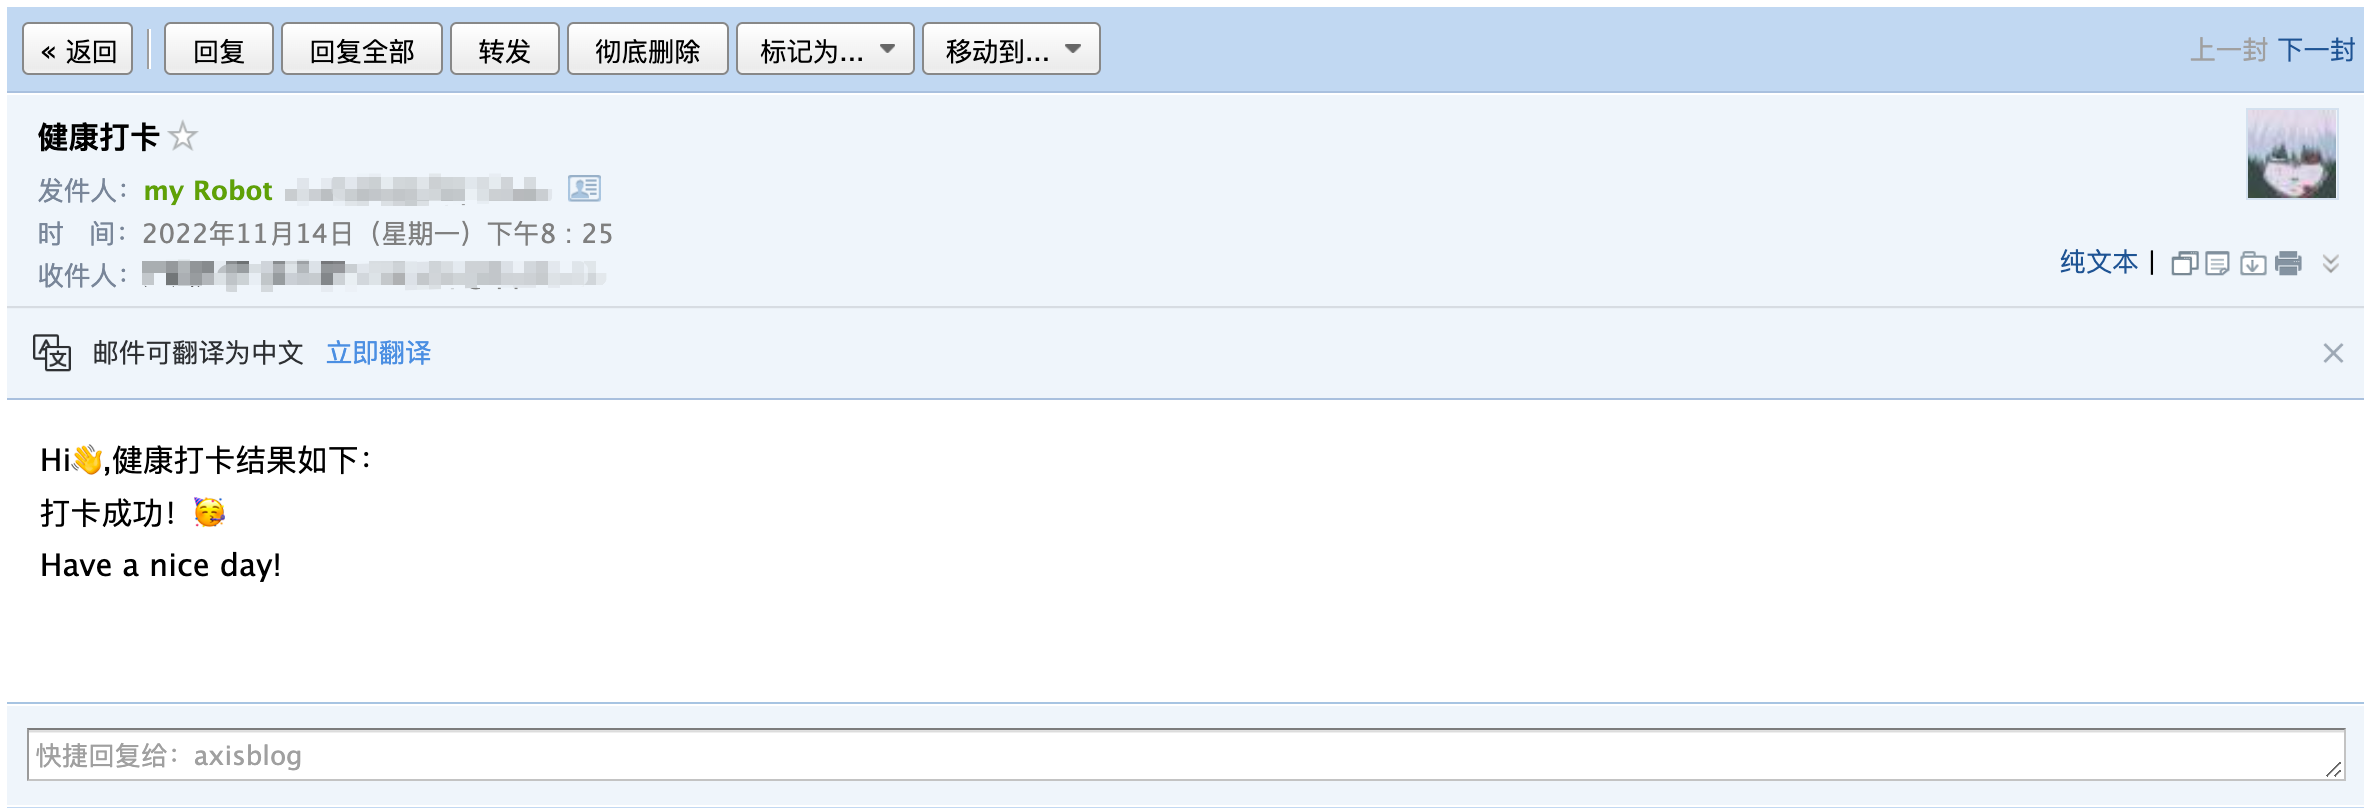 « 返回 回复 回复全部 转发 彻底删除 标记为... 移动到... 上一封 下一封
健康打卡
发件人： my Robot
时 间： 2022年11月14日（星期一）下午8 : 25
收件人：
纯文本 |
邮件可翻译为中文 立即翻译
Hi👋,健康打卡结果如下：
打卡成功！🥳
Have a nice day!
快捷回复给：axisblog